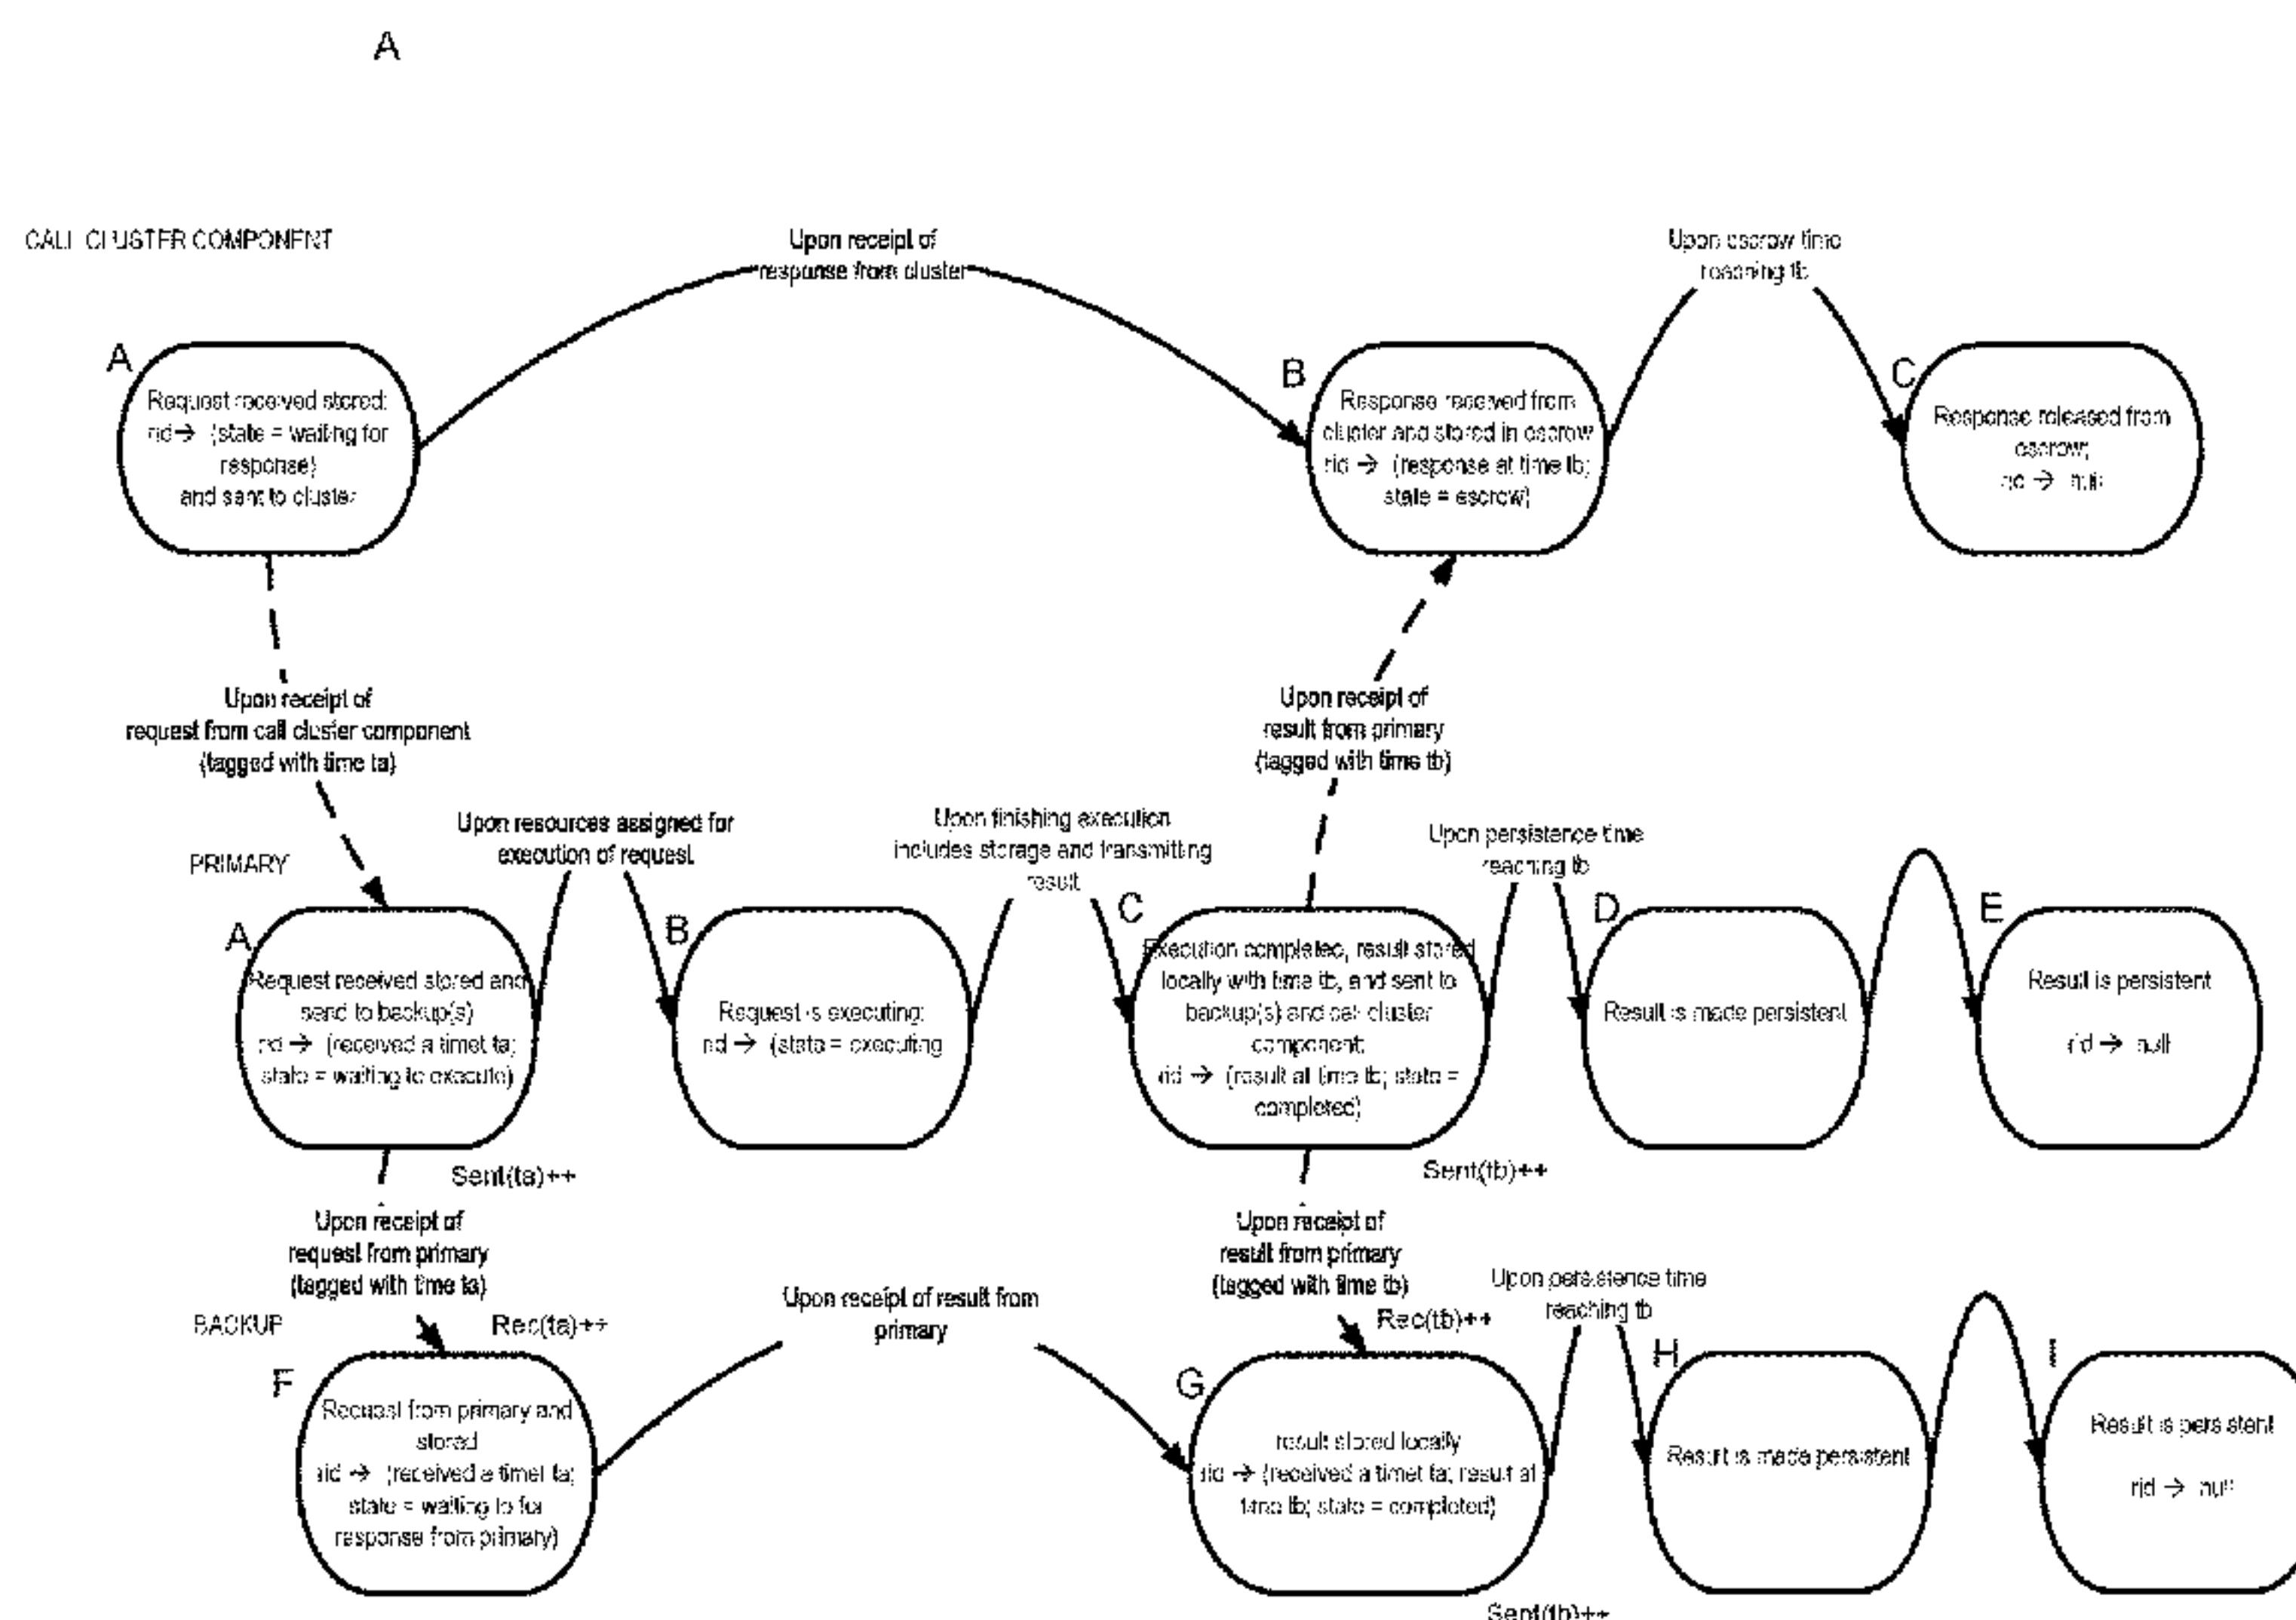 A
CALL CLUSTER COMPONENT
Upon receipt of
response from cluster
Upon escrow time
reaching tb
A
Request received stored:
rid → (state = waiting for
response)
and sent to cluster
B
Response received from
cluster and stored in escrow
rid → (response at time tb;
state = escrow)
C
Response released from
escrow;
rid → null
Upon receipt of
request from call cluster component
(tagged with time ta)
Upon receipt of
result from primary
(tagged with time tb)
PRIMARY
Upon resources assigned for
execution of request
Upon finishing execution
includes storage and transmitting
result
Upon persistence time
reaching tb
A
Request received stored and
send to backup(s)
rid → (received a timet ta;
state = waiting to execute)
B
Request is executing:
rid → (state = executing
C
Execution completed, result stored
locally with time tb, and sent to
backup(s) and call cluster
component:
rid → (result at time tb; state =
completed)
D
Result is made persistent
E
Result is persistent
rid → null
Sent(ta)++
Sent(tb)++
Upon receipt of
request from primary
(tagged with time ta)
Upon receipt of
result from primary
(tagged with time tb)
BACKUP
Rec(ta)++
Upon receipt of result from
primary
Rec(tb)++
Upon persistence time
reaching tb
F
Request from primary and
stored
rid → (received a timet ta;
state = waiting to for
response from primary)
G
result stored locally
rid → (received a timet ta; result at
time tb; state = completed)
H
Result is made persistent
I
Result is persistent
rid → null
Sent(tb)++